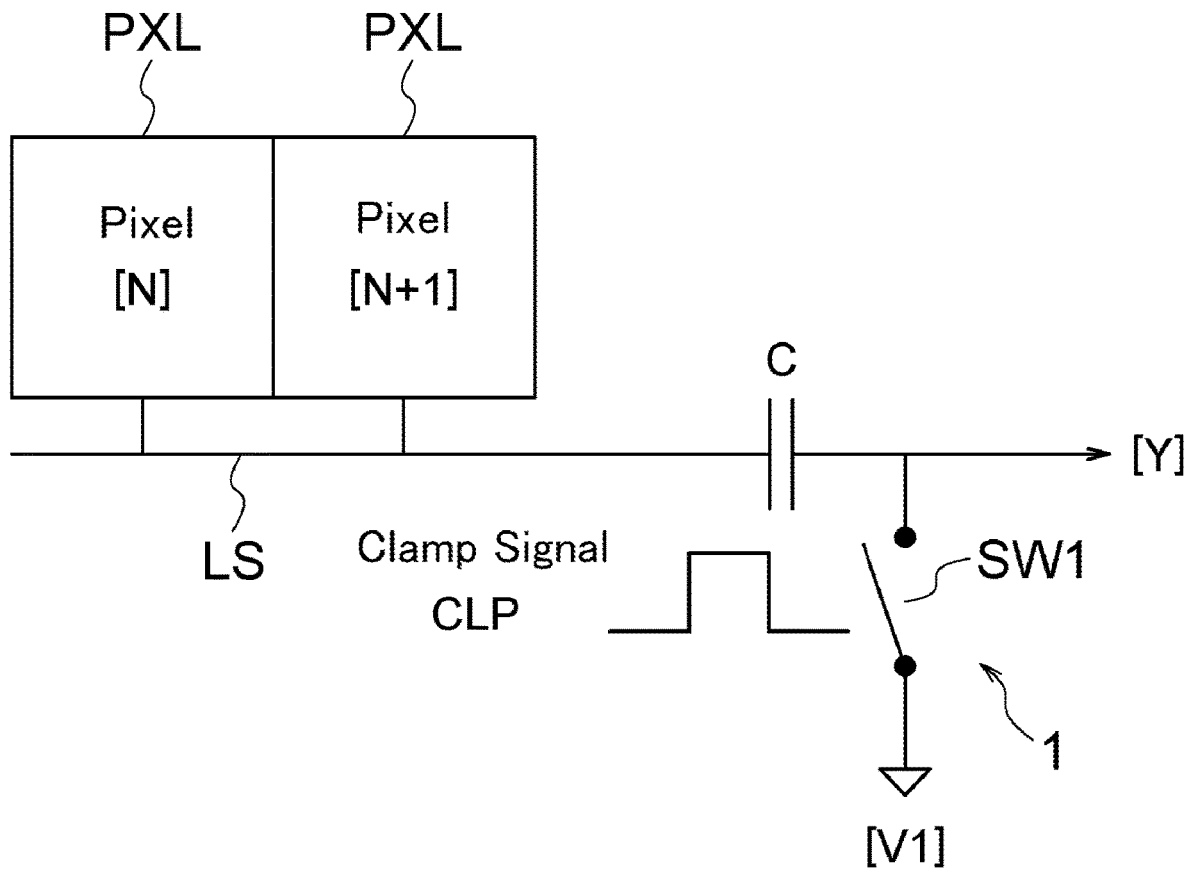 PXL PXL
Pixel Pixel
[N] [N+1]
C
[Y]
LS
Clamp Signal
CLP
SW1
1
[V1]